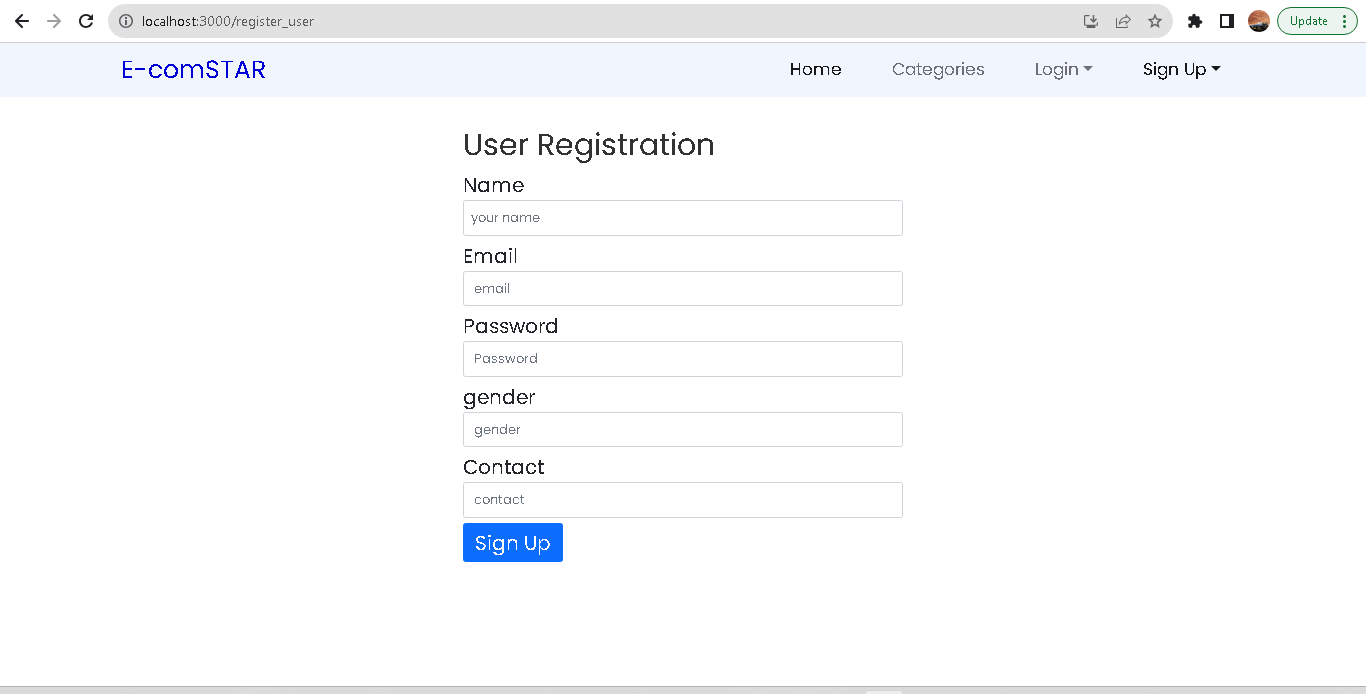 localhost:3000/register_user
Update
E-comSTAR
Home Categories Login Sign Up
User Registration
Name
your name
Email
email
Password
Password
gender
gender
Contact
contact
Sign Up